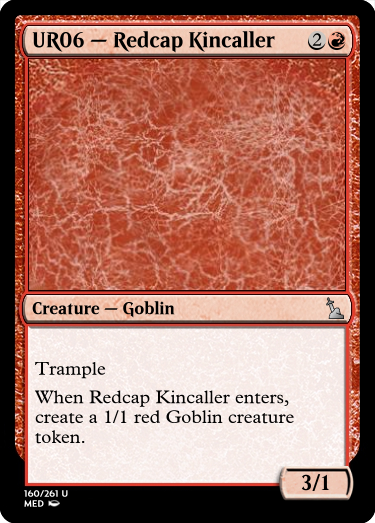 UR06 — Redcap Kincaller 2
Creature — Goblin
Trample
When Redcap Kincaller enters,
create a 1/1 red Goblin creature
token.
3/1
160/261 U
MED